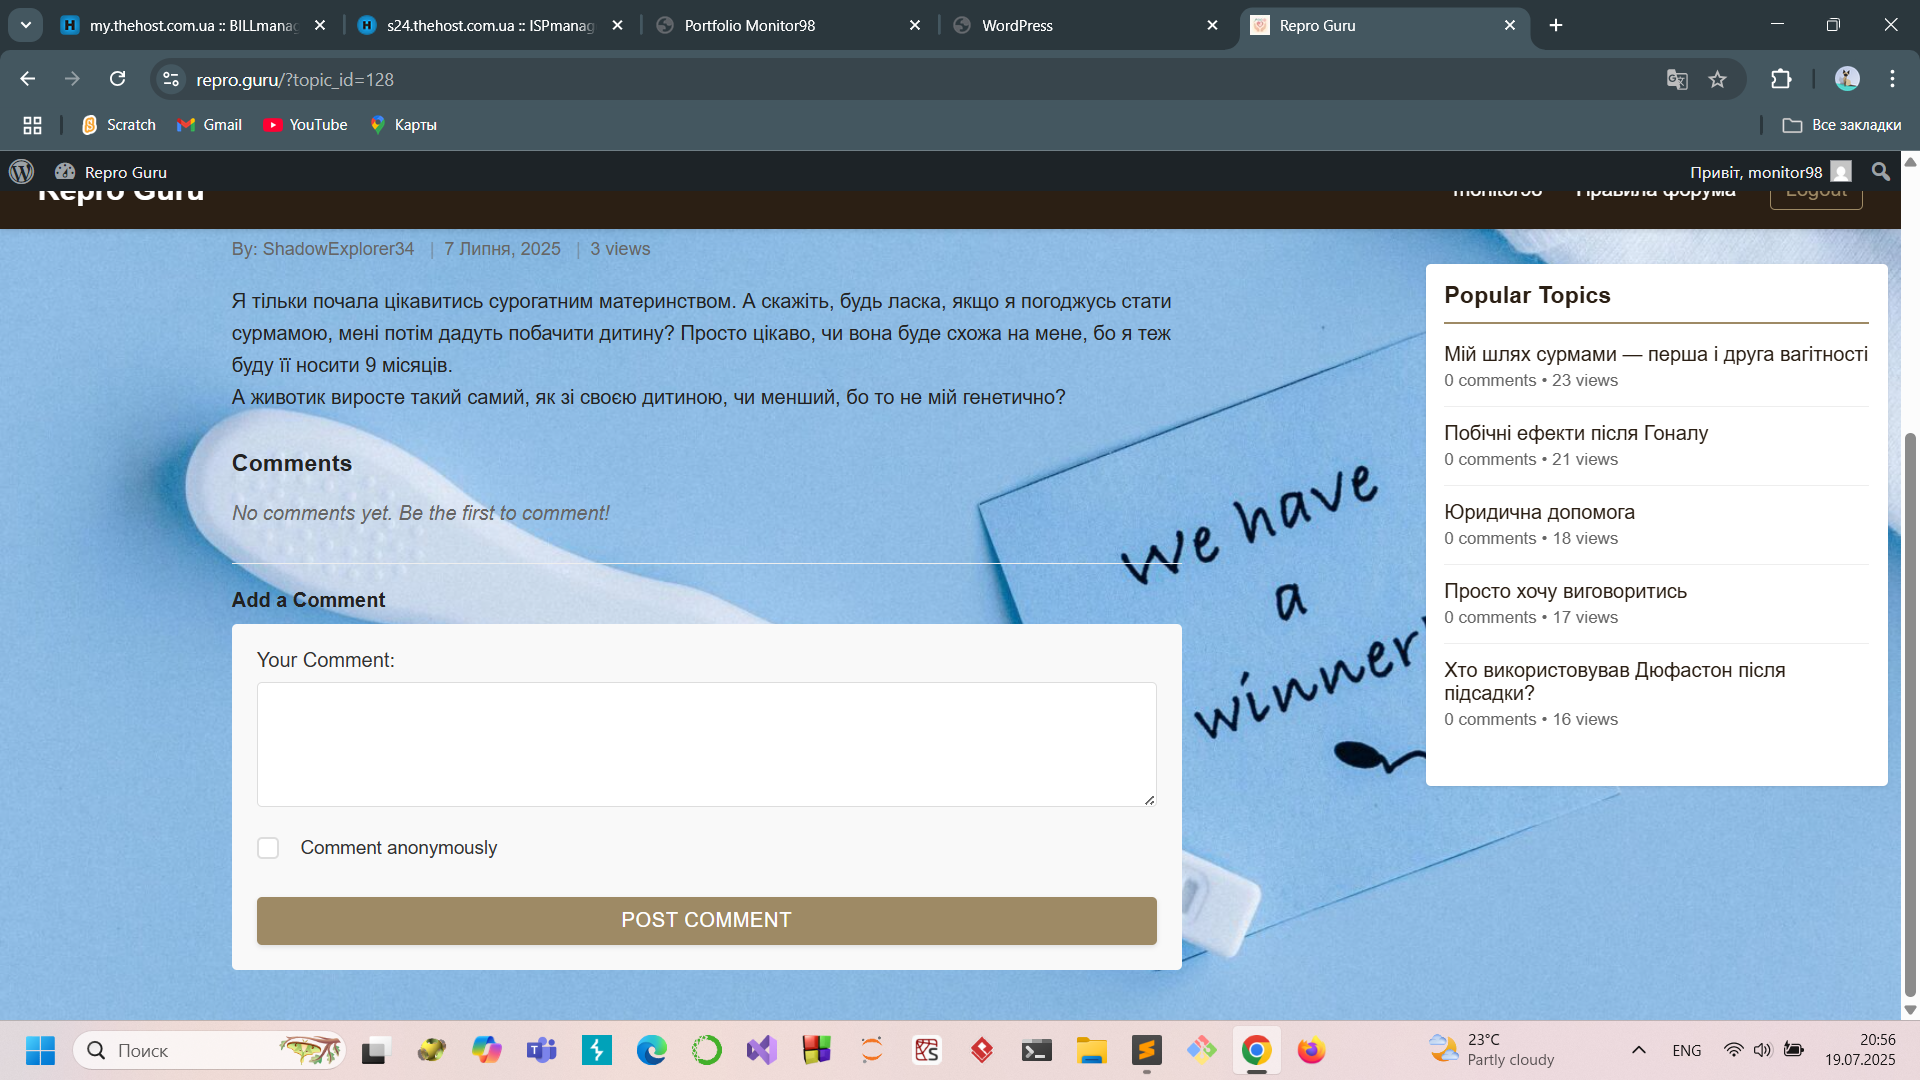 my.thehost.com.ua :: BILLmanag
s24.thehost.com.ua :: ISPmanag
Portfolio Monitor98
WordPress
Repro Guru
repro.guru/?topic_id=128
Scratch
Gmail
YouTube
Карты
Все закладки
Repro Guru
Привіт, monitor98
Repro Guru
monitor98
Правила форума
Logout
By: ShadowExplorer34 | 7 Липня, 2025 | 3 views
Я тільки почала цікавитись сурогатним материнством. А скажіть, будь ласка, якщо я погоджусь стати
сурмамою, мені потім дадуть побачити дитину? Просто цікаво, чи вона буде схожа на мене, бо я теж
буду її носити 9 місяців.
А животик виросте такий самий, як зі своєю дитиною, чи менший, бо то не мій генетично?
Comments
No comments yet. Be the first to comment!
Add a Comment
Your Comment:
Comment anonymously
POST COMMENT
we have
a
winner
Popular Topics
Мій шлях сурмами — перша і друга вагітності
0 comments • 23 views
Побічні ефекти після Гоналу
0 comments • 21 views
Юридична допомога
0 comments • 18 views
Просто хочу виговоритись
0 comments • 17 views
Хто використовував Дюфастон після
підсадки?
0 comments • 16 views
Поиск
23°C
Partly cloudy
ENG
20:56
19.07.2025